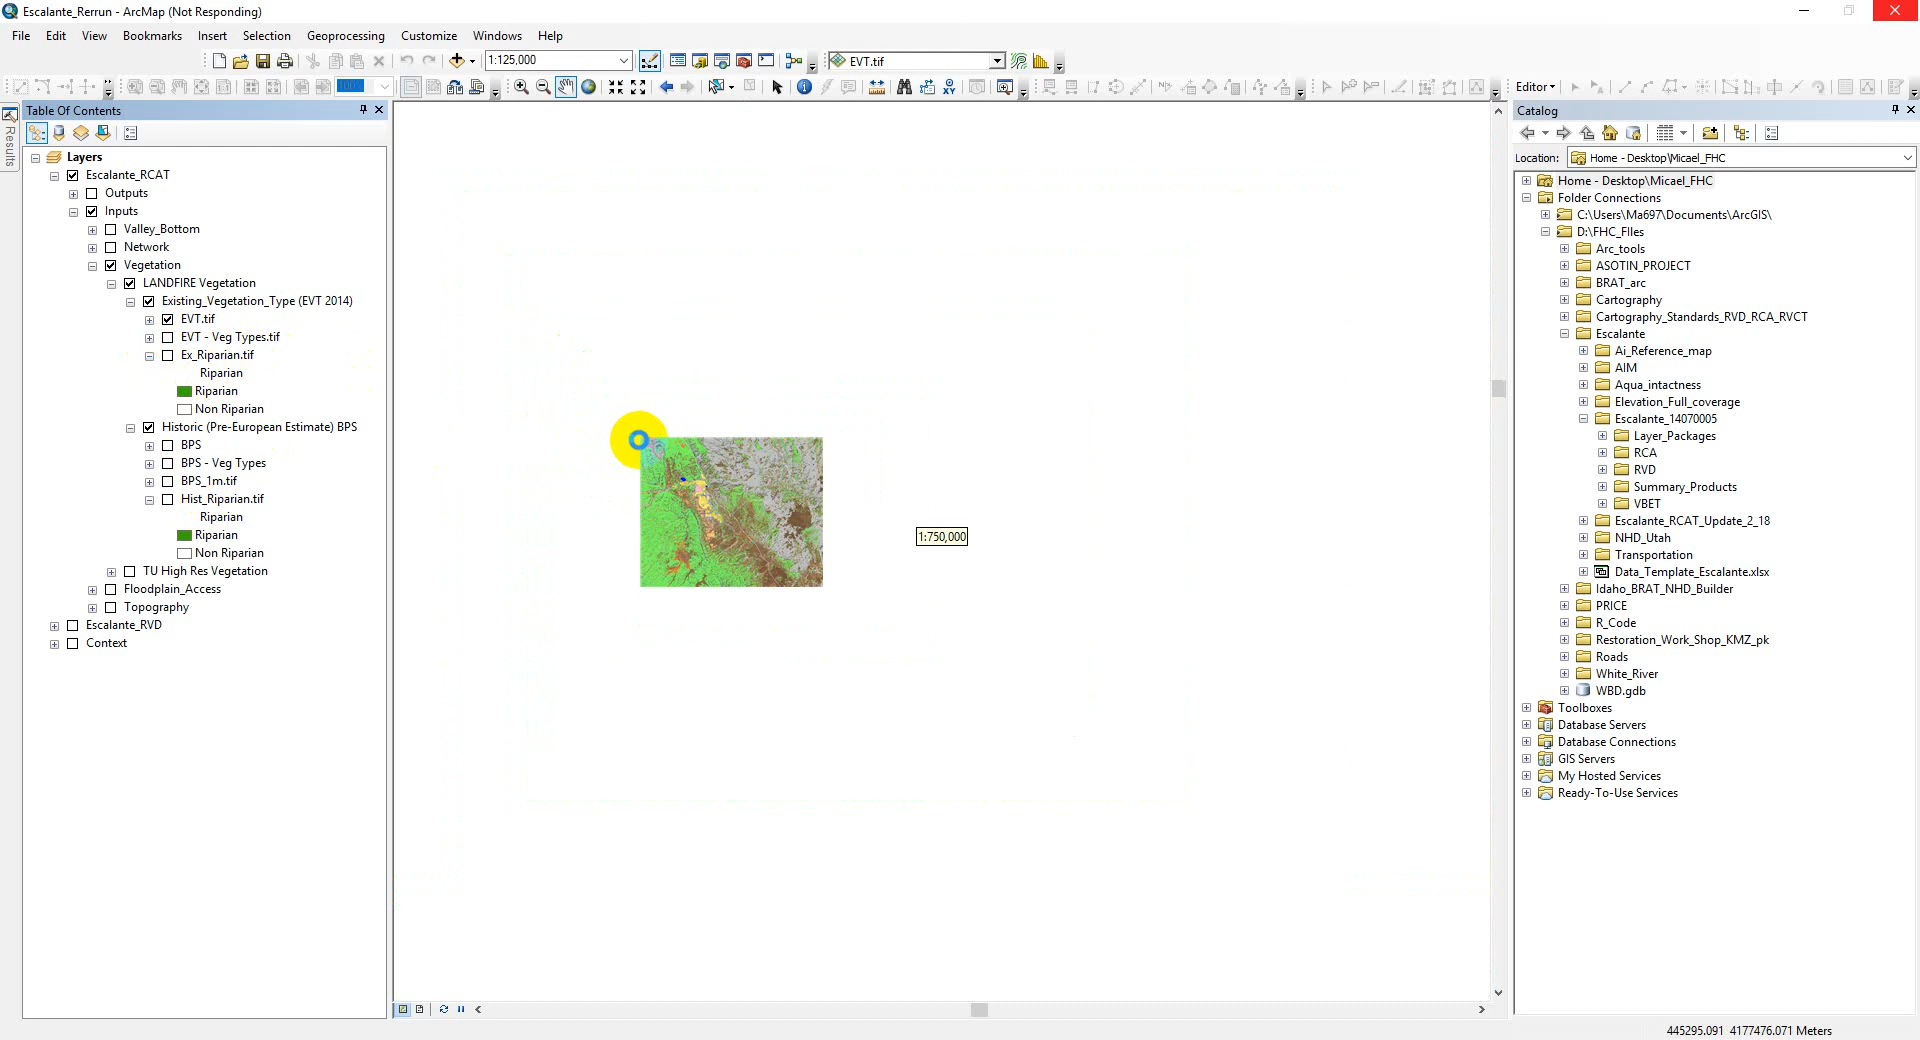 Escalante_Rerrun - ArcMap (Not Responding)
File Edit View Bookmarks Insert Selection Geoprocessing Customize Windows Help
1:125,000
EVT.tif
100%
Editor
Results
Table Of Contents
Layers
Escalante_RCAT
Outputs
Inputs
Valley_Bottom
Network
Vegetation
LANDFIRE Vegetation
Existing_Vegetation_Type (EVT 2014)
EVT.tif
EVT - Veg Types.tif
Ex_Riparian.tif
Riparian
Riparian
Non Riparian
Historic (Pre-European Estimate) BPS
BPS
BPS - Veg Types
BPS_1m.tif
Hist_Riparian.tif
Riparian
Riparian
Non Riparian
TU High Res Vegetation
Floodplain_Access
Topography
Escalante_RVD
Context
1:750,000
Catalog
Location: Home - Desktop\Micael_FHC
Home - Desktop\Micael_FHC
Folder Connections
C:\Users\Ma697\Documents\ArcGIS\
D:\FHC_FIles
Arc_tools
ASOTIN_PROJECT
BRAT_arc
Cartography
Cartography_Standards_RVD_RCA_RVCT
Escalante
Ai_Reference_map
AIM
Aqua_intactness
Elevation_Full_coverage
Escalante_14070005
Layer_Packages
RCA
RVD
Summary_Products
VBET
Escalante_RCAT_Update_2_18
NHD_Utah
Transportation
Data_Template_Escalante.xlsx
Idaho_BRAT_NHD_Builder
PRICE
R_Code
Restoration_Work_Shop_KMZ_pk
Roads
White_River
WBD.gdb
Toolboxes
Database Servers
Database Connections
GIS Servers
My Hosted Services
Ready-To-Use Services
445295.091 4177476.071 Meters